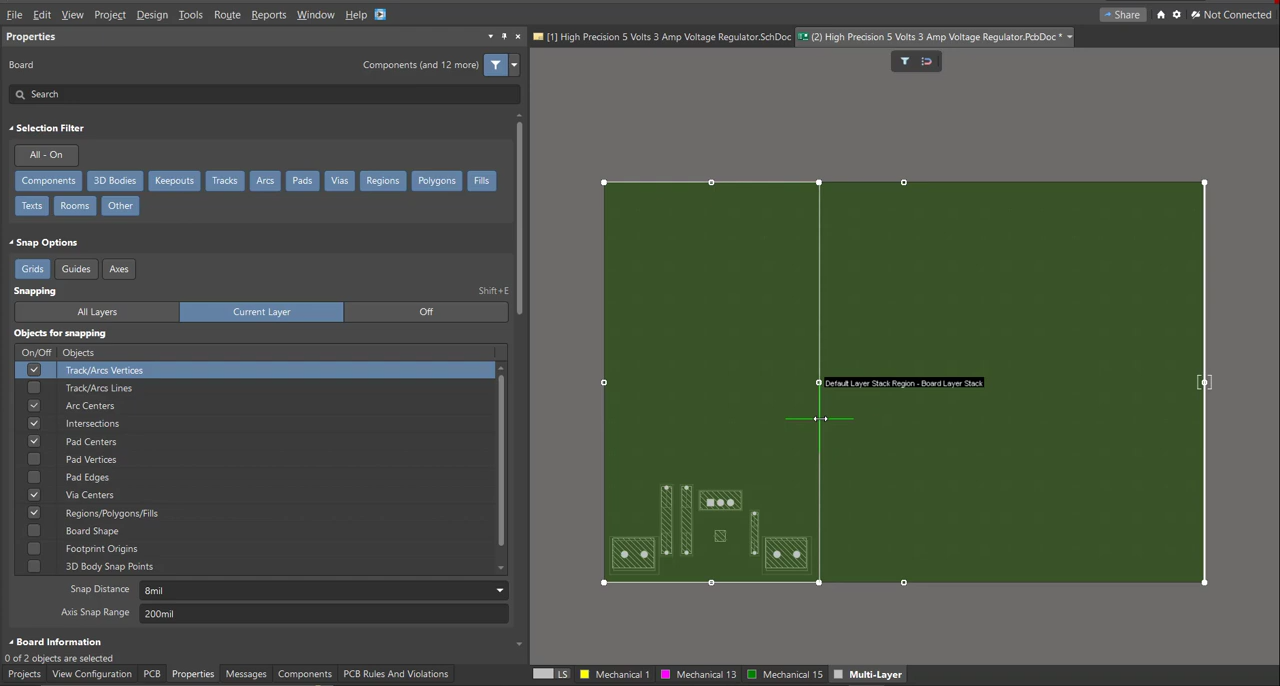 File Edit View Project Design Tools Route Reports Window Help Share Not Connected
Properties
[1] High Precision 5 Volts 3 Amp Voltage Regulator.SchDoc (2) High Precision 5 Volts 3 Amp Voltage Regulator.PcbDoc *
Board Components (and 12 more)
Search
Selection Filter
All - On
Components 3D Bodies Keepouts Tracks Arcs Pads Vias Regions Polygons Fills
Texts Rooms Other
Snap Options
Grids Guides Axes
Snapping Shift+E
All Layers Current Layer Off
Objects for snapping
On/Off Objects
Track/Arcs Vertices
Track/Arcs Lines
Default Layer Stack Region - Board Layer Stack
Arc Centers
Intersections
Pad Centers
Pad Vertices
Pad Edges
Via Centers
Regions/Polygons/Fills
Board Shape
Footprint Origins
3D Body Snap Points
Snap Distance 8mil
Axis Snap Range 200mil
Board Information
0 of 2 objects are selected
Projects View Configuration PCB Properties Messages Components PCB Rules And Violations LS Mechanical 1 Mechanical 13 Mechanical 15 Multi-Layer